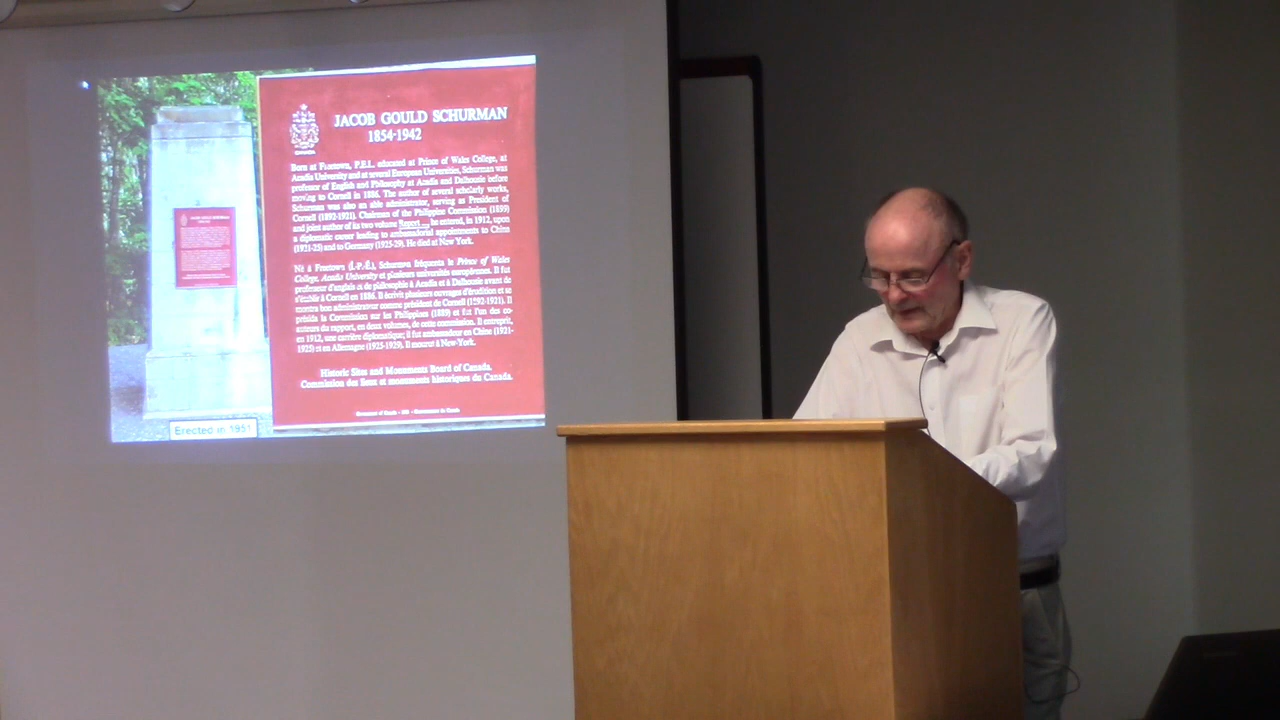 JACOB GOULD SCHURMAN
1854-1942
Born at Freetown, P.E.I., educated at Prince of Wales College, at
Acadia University and at several European Universities, Schurman was
professor of English and Philosophy at Acadia and Dalhousie before
moving to Cornell in 1886. The author of several scholarly works,
Schurman was also an able administrator, serving as President of
Cornell (1892-1921). Chairman of the Philippine Commission (1899)
and joint author of its two volume Report ..., he entered, in 1912, upon
a diplomatic career leading to ambassadorial appointments to China
(1921-25) and to Germany (1925-29). He died at New York.
Né à Freetown (Î.-P.-É.), Schurman fréquenta le Prince of Wales
College, Acadia University et plusieurs universités européennes. Il fut
professeur d'anglais et de philosophie à Acadia et à Dalhousie avant de
s'établir à Cornell en 1886. Il écrivit plusieurs ouvrages d'érudition et se
montra bon administrateur comme président de Cornell (1892-1921). Il
présida la Commission sur les Philippines (1889) et fut l'un des co-
auteurs du rapport, en deux volumes, de cette commission. Il entreprit,
en 1912, une carrière diplomatique; il fut ambassadeur en Chine (1921-
1925) et en Allemagne (1925-1929). Il mourut à New-York.
Historic Sites and Monuments Board of Canada.
Commission des lieux et monuments historiques du Canada.
Government of Canada - Gouvernement du Canada
Erected in 1951